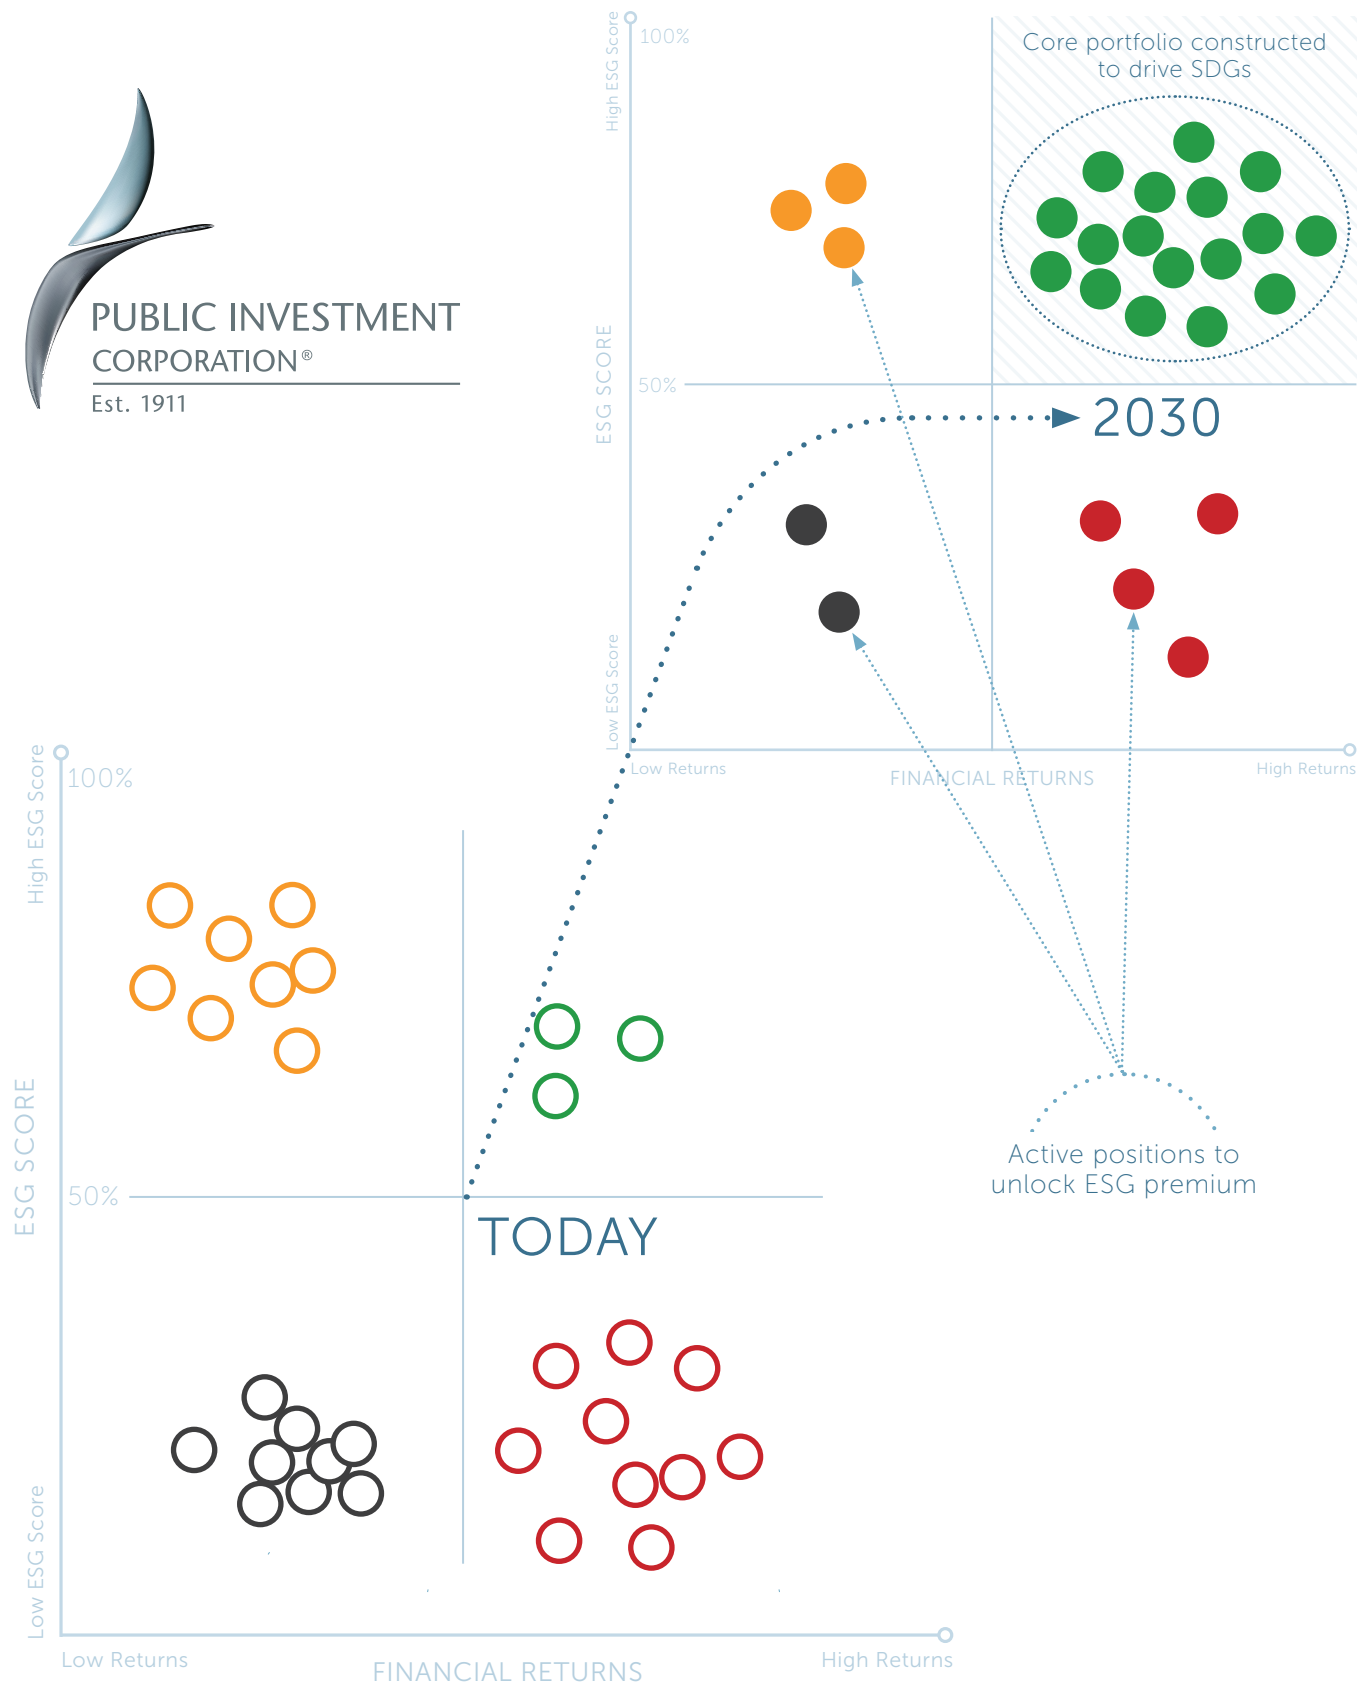 PUBLIC INVESTMENT
CORPORATION®
Est. 1911
High ESG Score
100%
Core portfolio constructed
to drive SDGs
ESG SCORE
50%
2030
Low ESG Score
Low Returns
FINANCIAL RETURNS
High Returns
High ESG Score
100%
ESG SCORE
50%
TODAY
Active positions to
unlock ESG premium
Low ESG Score
Low Returns
FINANCIAL RETURNS
High Returns